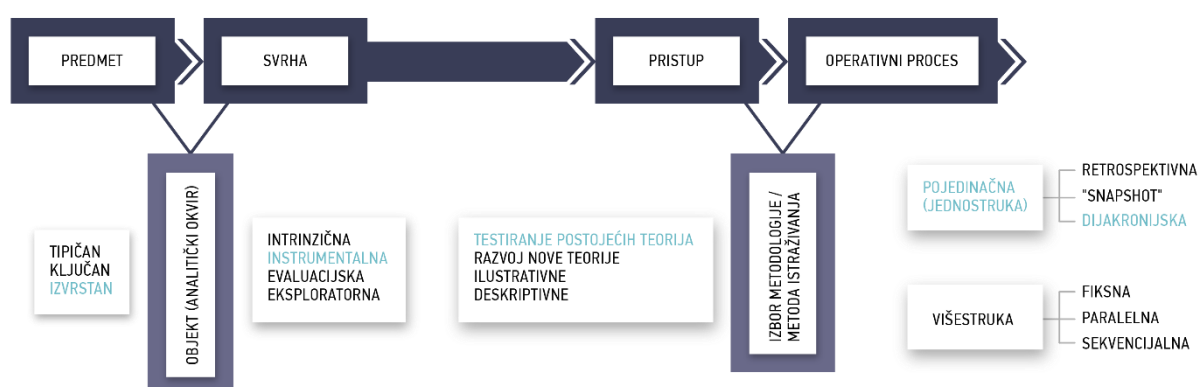 PREDMET
SVRHA
PRISTUP
OPERATIVNI PROCES
TIPIČAN
KLJUČAN
IZVRSTAN
OBJEKT (ANALITIČKI OKVIR)
INTRINZIČNA
INSTRUMENTALNA
EVALUACIJSKA
EKSPLORATORNA
TESTIRANJE POSTOJEĆIH TEORIJA
RAZVOJ NOVE TEORIJE
ILUSTRATIVNE
DESKRIPTIVNE
IZBOR METODOLOGIJE /
METODA ISTRAŽIVANJA
POJEDINAČNA
(JEDNOSTRUKA)
RETROSPEKTIVNA
"SNAPSHOT"
DIJAKRONIJSKA
VIŠESTRUKA
FIKSNA
PARALELNA
SEKVENCIJALNA